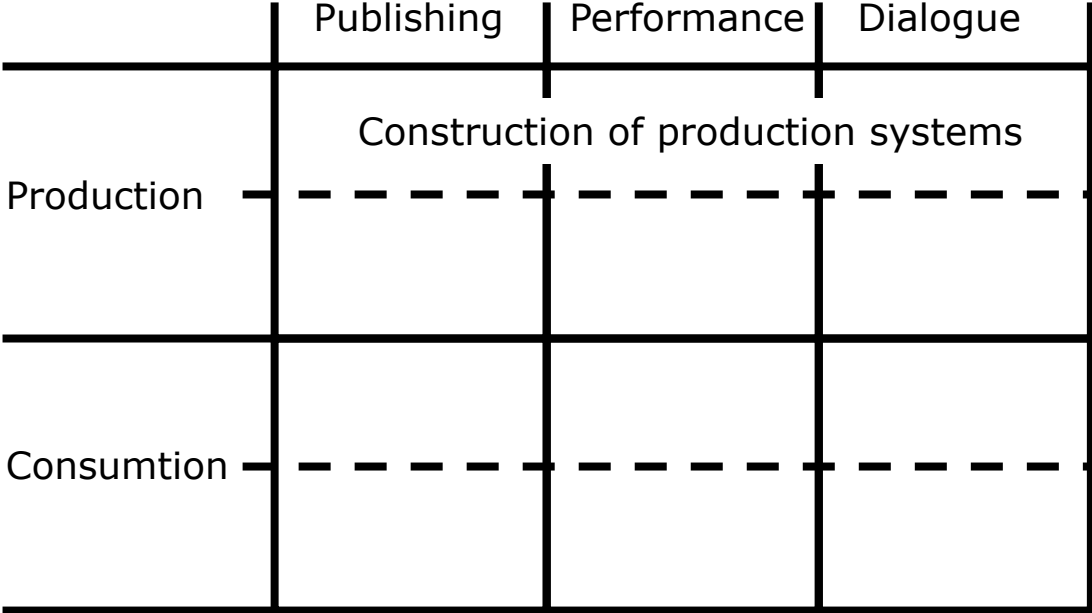 Publishing Performance Dialogue
Construction of production systems
Production
Consumtion